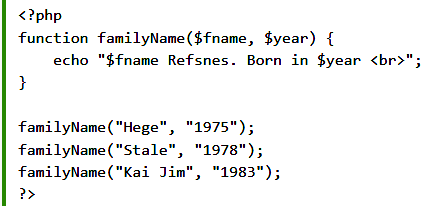 <?php
function familyName($fname, $year) {
    echo "$fname Refsnes. Born in $year <br>";
}

familyName("Hege", "1975");
familyName("Stale", "1978");
familyName("Kai Jim", "1983");
?>